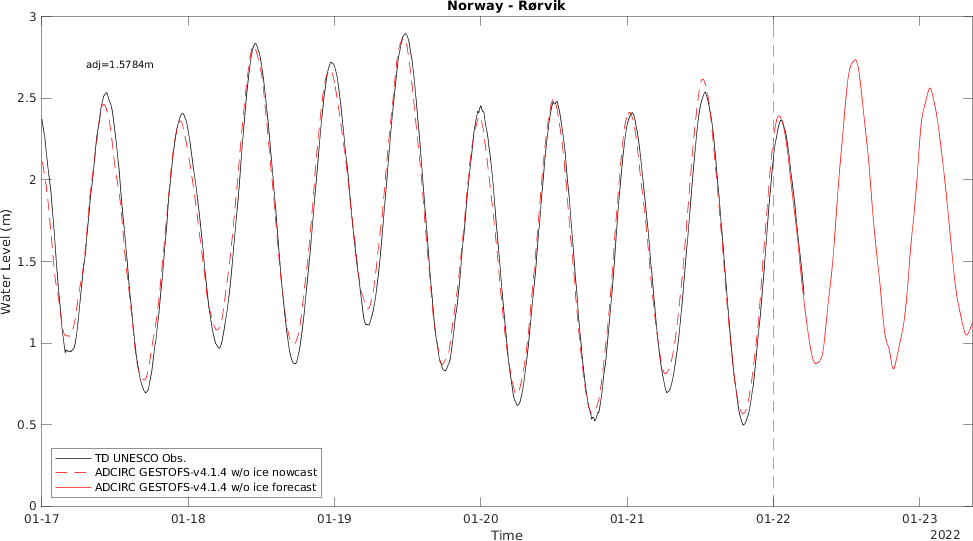 Norway - Rørvik
adj=1.5784m
3
2.5
2
1.5
1
0.5
0
Water Level (m)
TD UNESCO Obs.
ADCIRC GESTOFS-v4.1.4 w/o ice nowcast
ADCIRC GESTOFS-v4.1.4 w/o ice forecast
01-17 01-18 01-19 01-20 01-21 01-22 01-23
Time
2022